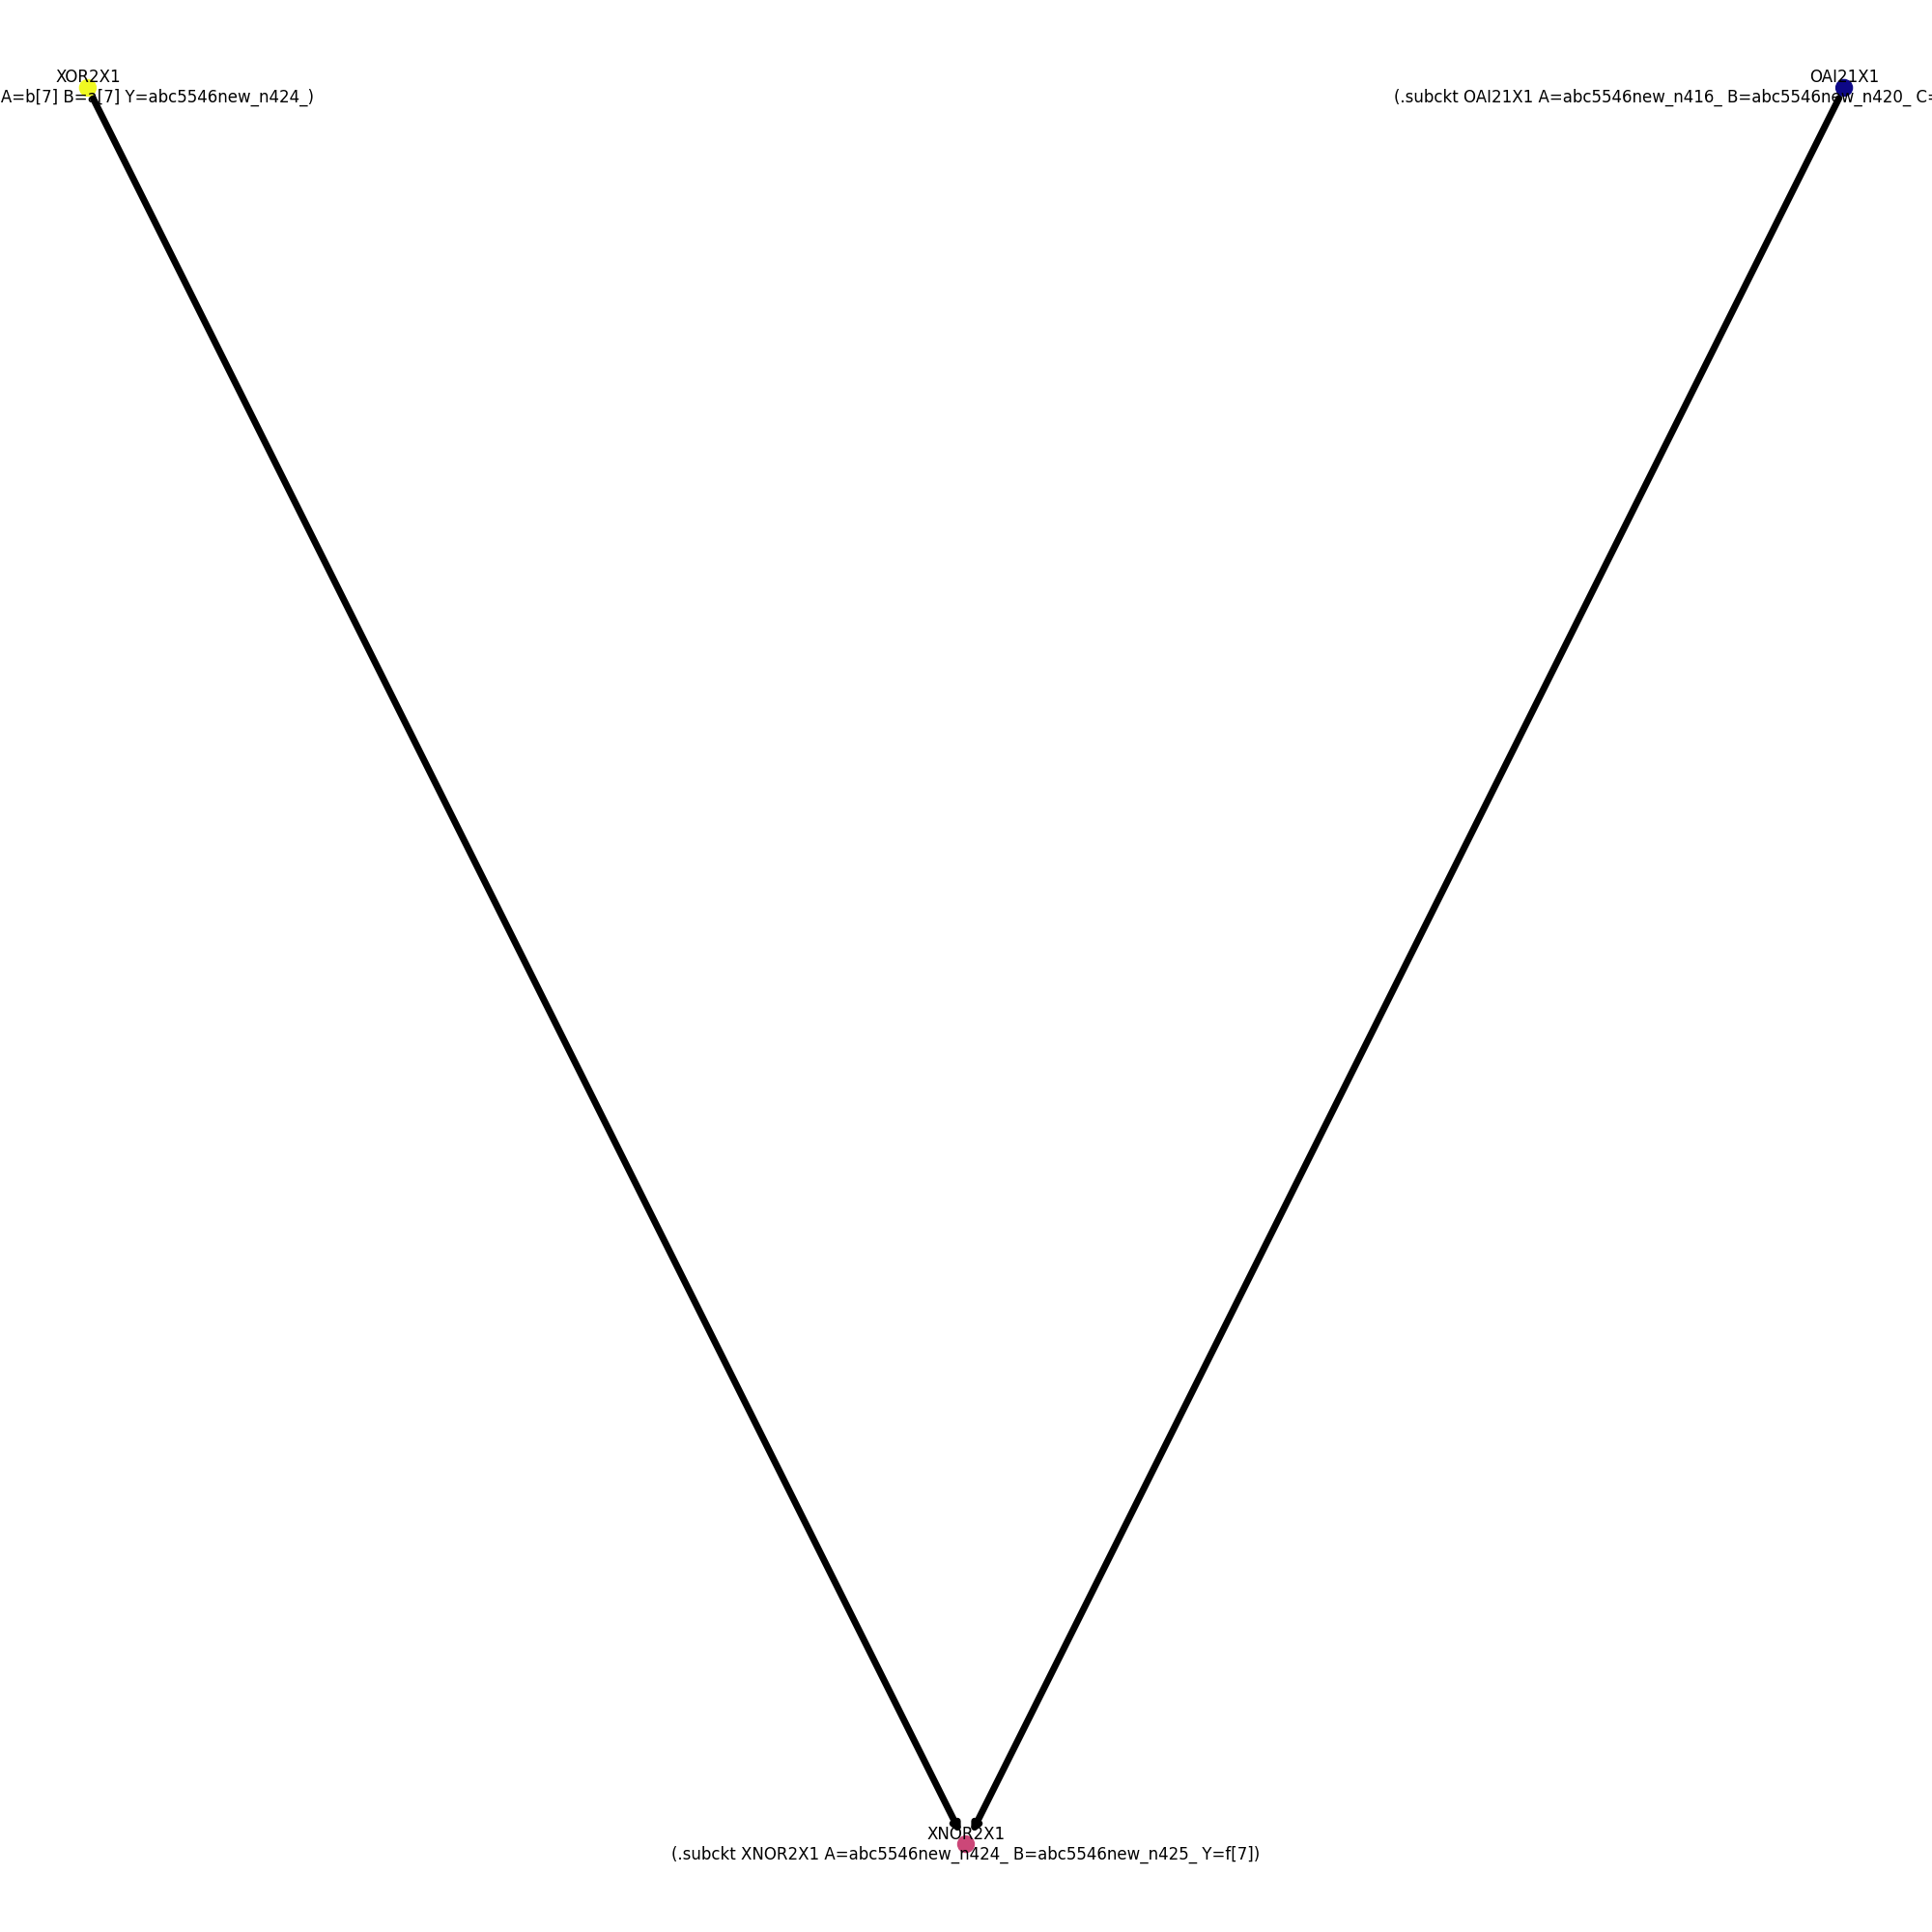 XOR2X1
A=b[7] B=a[7] Y=abc5546new_n424_)
OAI21X1
(.subckt OAI21X1 A=abc5546new_n416_ B=abc5546new_n420_ C=
XNOR2X1
(.subckt XNOR2X1 A=abc5546new_n424_ B=abc5546new_n425_ Y=f[7])